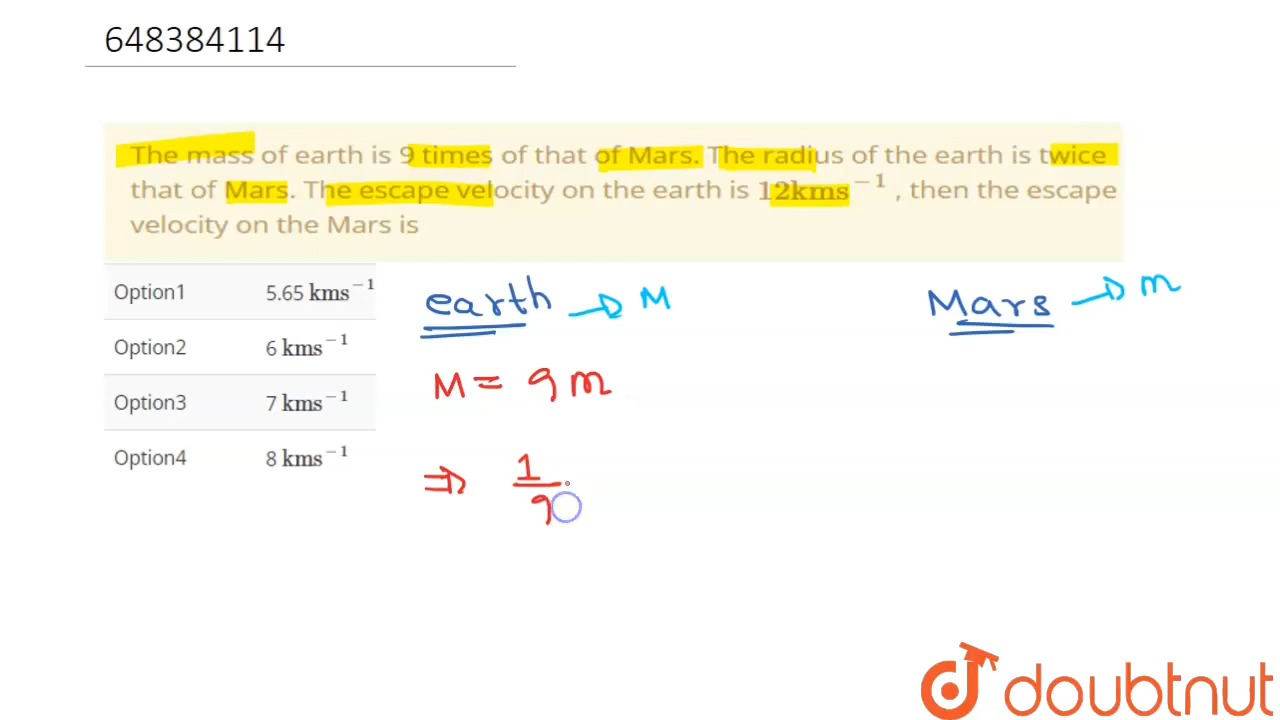 648384114
The mass of earth is 9 times of that of Mars. The radius of the earth is twice
that of Mars. The escape velocity on the earth is 12kms⁻¹ , then the escape
velocity on the Mars is
Option1 5.65 kms⁻¹
Option2 6 kms⁻¹
Option3 7 kms⁻¹
Option4 8 kms⁻¹
earth → M
Mars → m
M = 9 m
⇒ 1/9
doubtnut